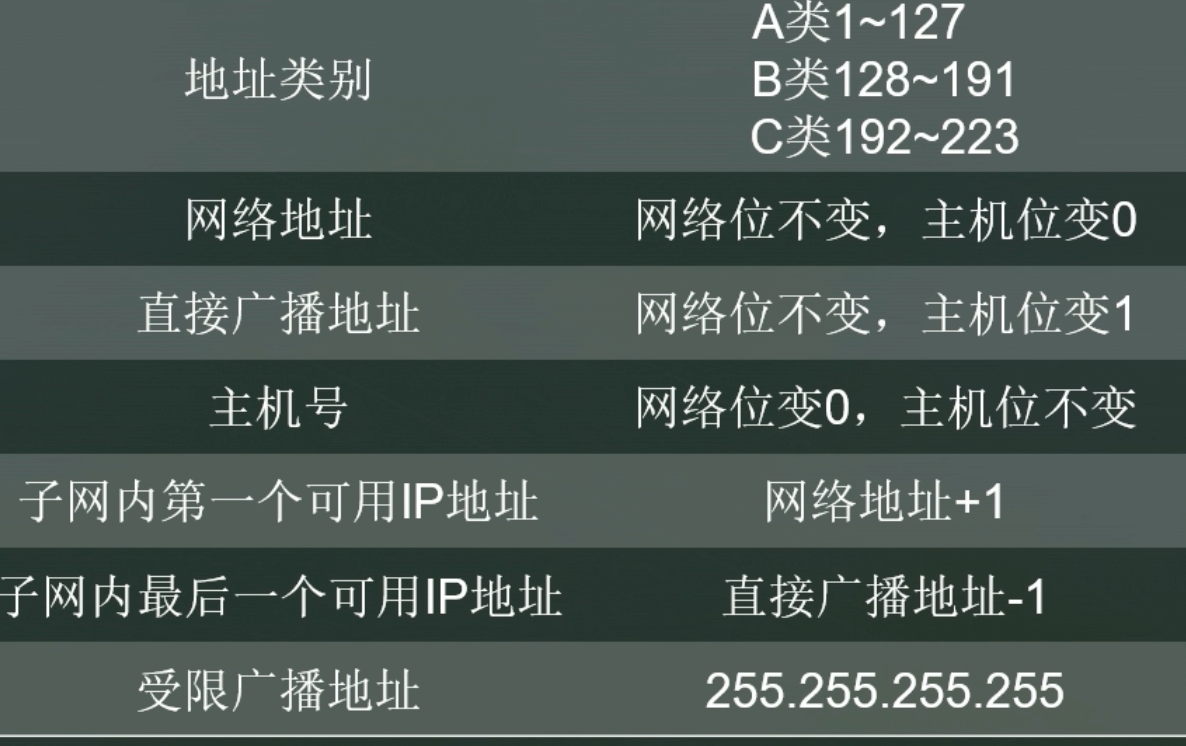 A类1~127
地址类别
B类128~191
C类192~223
网络地址
网络位不变，主机位变0
直接广播地址
网络位不变，主机位变1
主机号
网络位变0，主机位不变
子网内第一个可用IP地址
网络地址+1
子网内最后一个可用IP地址
直接广播地址-1
受限广播地址
255.255.255.255